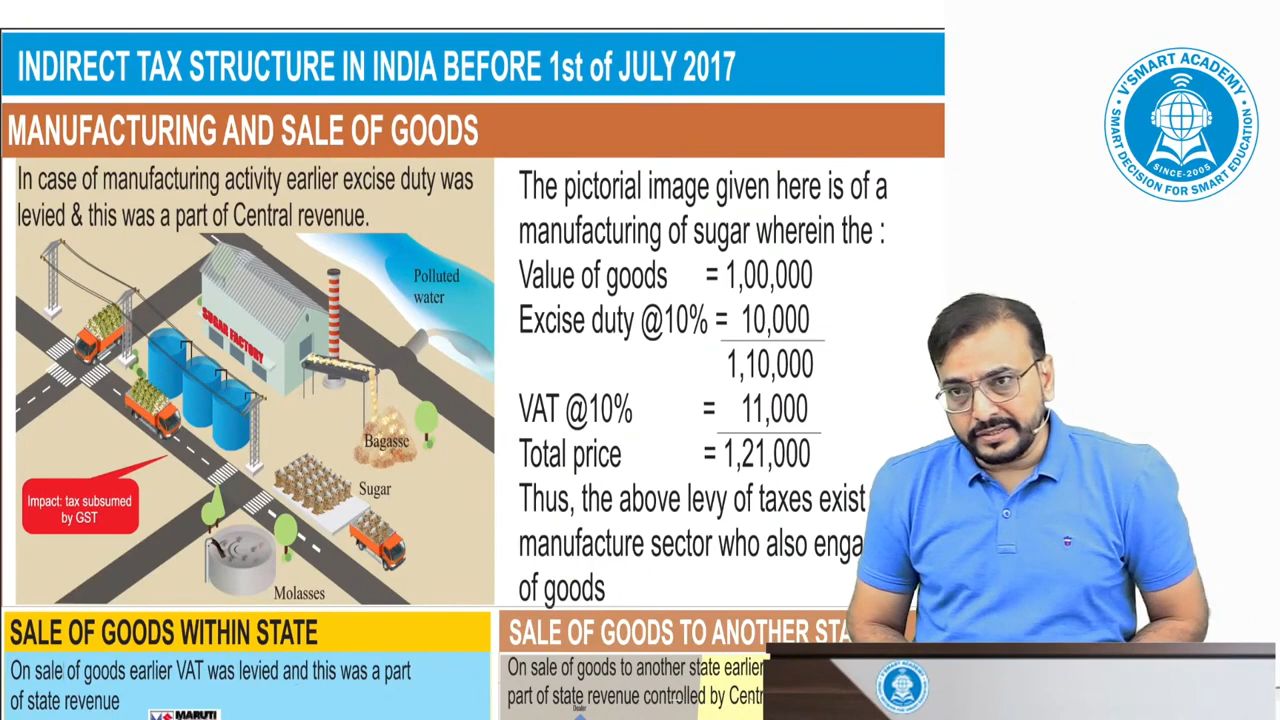 INDIRECT TAX STRUCTURE IN INDIA BEFORE 1st of JULY 2017
MANUFACTURING AND SALE OF GOODS
In case of manufacturing activity earlier excise duty was
levied & this was a part of Central revenue.
Polluted
water
SUGAR FACTORY
Bagasse
Sugar
Impact: tax subsumed
by GST
Molasses
The pictorial image given here is of a
manufacturing of sugar wherein the :
Value of goods = 1,00,000
Excise duty @10% = 10,000
1,10,000
VAT @10% = 11,000
Total price = 1,21,000
Thus, the above levy of taxes exist
manufacture sector who also enga
of goods
SALE OF GOODS WITHIN STATE
On sale of goods earlier VAT was levied and this was a part
of state revenue
MARUTI
SALE OF GOODS TO ANOTHER STA
On sale of goods to another state earlier
part of state revenue controlled by Centr
Dealer
V'SMART ACADEMY
SMART DECISION FOR SMART EDUCATION
SINCE-2005